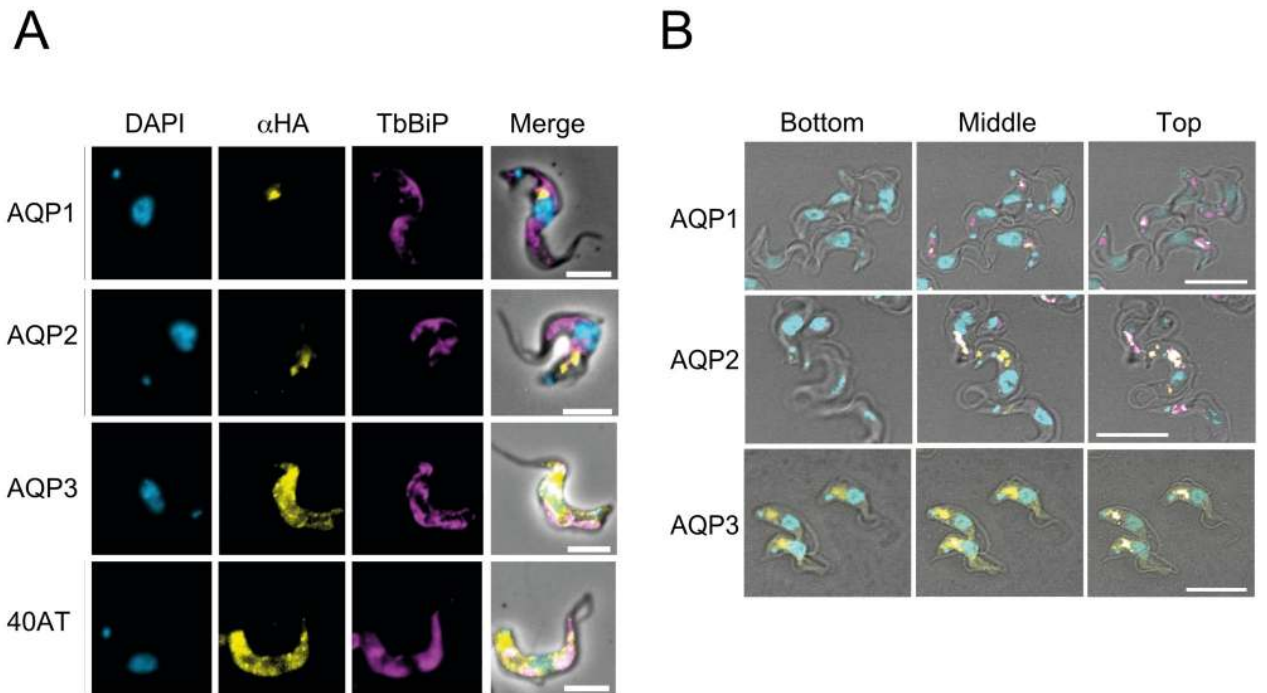 A
DAPI αHA TbBiP Merge
AQP1
AQP2
AQP3
40AT
B
Bottom Middle Top
AQP1
AQP2
AQP3